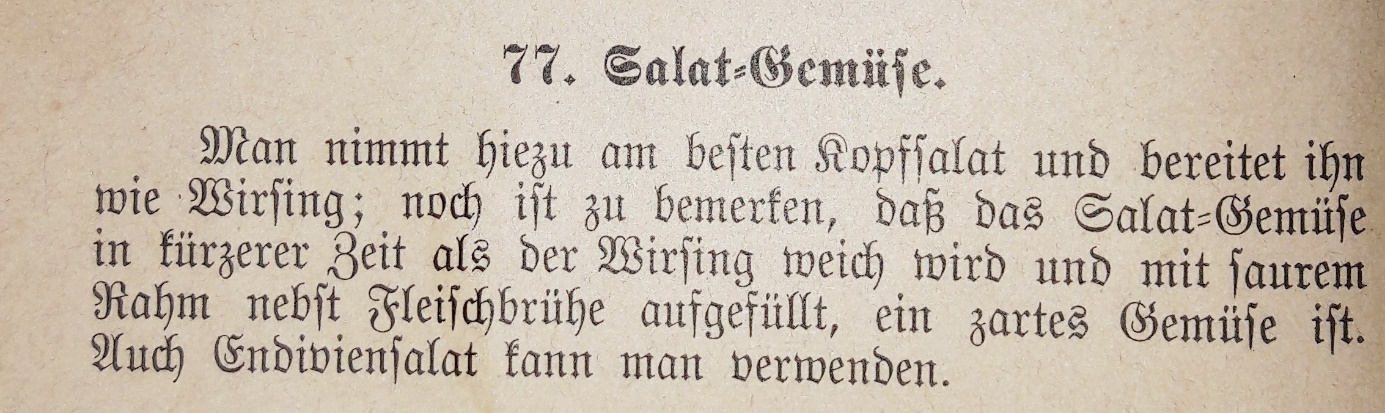 77. Salat-Gemüse.
Man nimmt hiezu am besten Kopfsalat und bereitet ihn
wie Wirsing; noch ist zu bemerken, daß das Salat-Gemüse
in kürzerer Zeit als der Wirsing weich wird und mit saurem
Rahm nebst Fleischbrühe aufgefüllt, ein zartes Gemüse ist.
Auch Endiviensalat kann man verwenden.